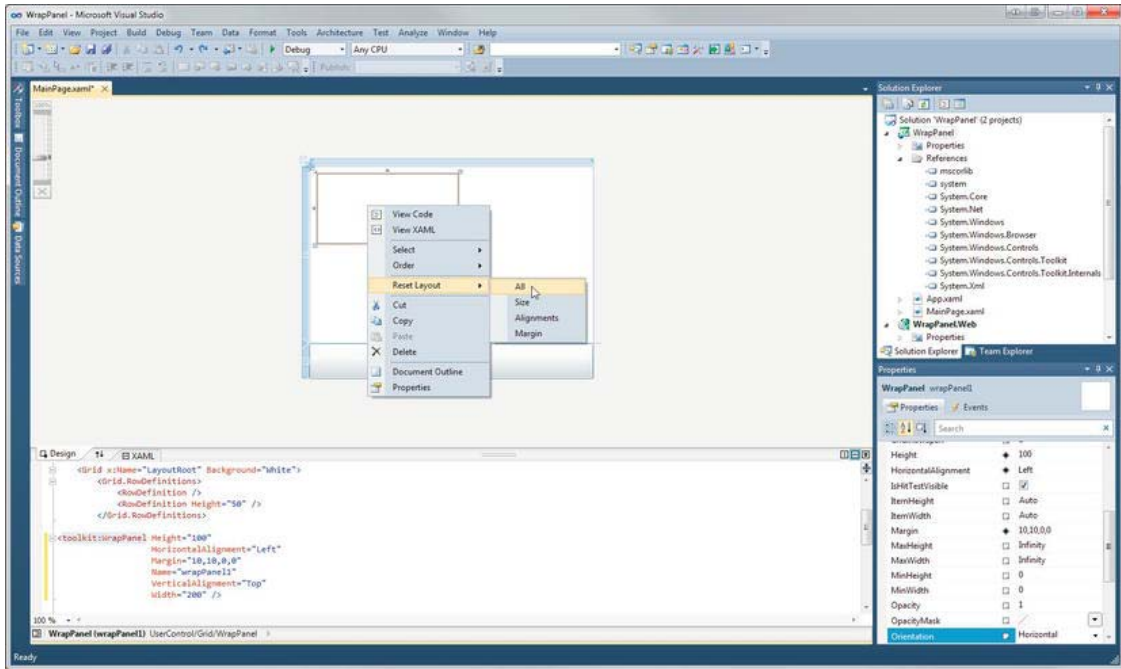 WrapPanel - Microsoft Visual Studio
File Edit View Project Build Debug Team Data Format Tools Architecture Test Analyze Window Help
Debug Any CPU
Publish:
MainPage.xaml* ×
Toolbox
Document Outline
Data Sources
View Code
View XAML
Select
Order
Reset Layout
Cut
Copy
Paste
Delete
Document Outline
Properties
All
Size
Alignments
Margin
Design XAML
<Grid x:Name="LayoutRoot" Background="White">
<Grid.RowDefinitions>
<RowDefinition />
<RowDefinition Height="50" />
</Grid.RowDefinitions>
<toolkit:WrapPanel Height="100"
HorizontalAlignment="Left"
Margin="10,10,0,0"
Name="wrapPanel1"
VerticalAlignment="Top"
Width="200" />
100 %
WrapPanel (wrapPanel1) UserControl/Grid/WrapPanel
Ready
Solution Explorer
Solution 'WrapPanel' (2 projects)
WrapPanel
Properties
References
mscorlib
system
System.Core
System.Net
System.Windows
System.Windows.Browser
System.Windows.Controls
System.Windows.Controls.Toolkit
System.Windows.Controls.Toolkit.Internals
System.Xml
App.xaml
MainPage.xaml
WrapPanel.Web
Properties
Solution Explorer Team Explorer
Properties
WrapPanel wrapPanel1
Properties Events
Search
Height 100
HorizontalAlignment Left
IsHitTestVisible
ItemHeight Auto
ItemWidth Auto
Margin 10,10,0,0
MaxHeight Infinity
MaxWidth Infinity
MinHeight 0
MinWidth 0
Opacity 1
OpacityMask
Orientation Horizontal